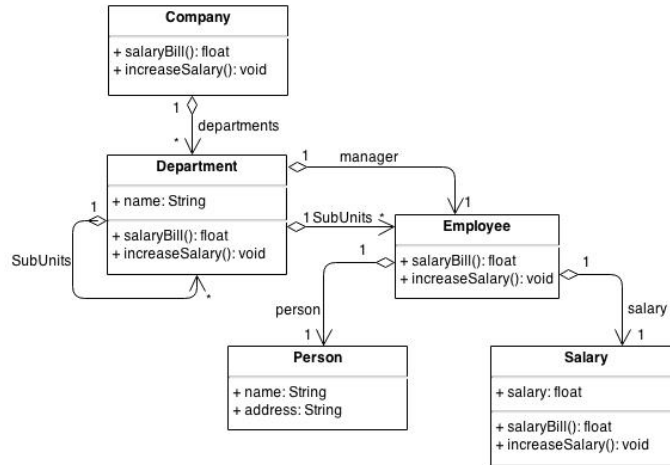 Company
+ salaryBill(): float
+ increaseSalary(): void
1
departments
*
Department
+ name: String
+ salaryBill(): float
+ increaseSalary(): void
1
manager
1
1
SubUnits
*
1 SubUnits *
Employee
+ salaryBill(): float
+ increaseSalary(): void
1
person
1
1
salary
1
Person
+ name: String
+ address: String
Salary
+ salary: float
+ salaryBill(): float
+ increaseSalary(): void